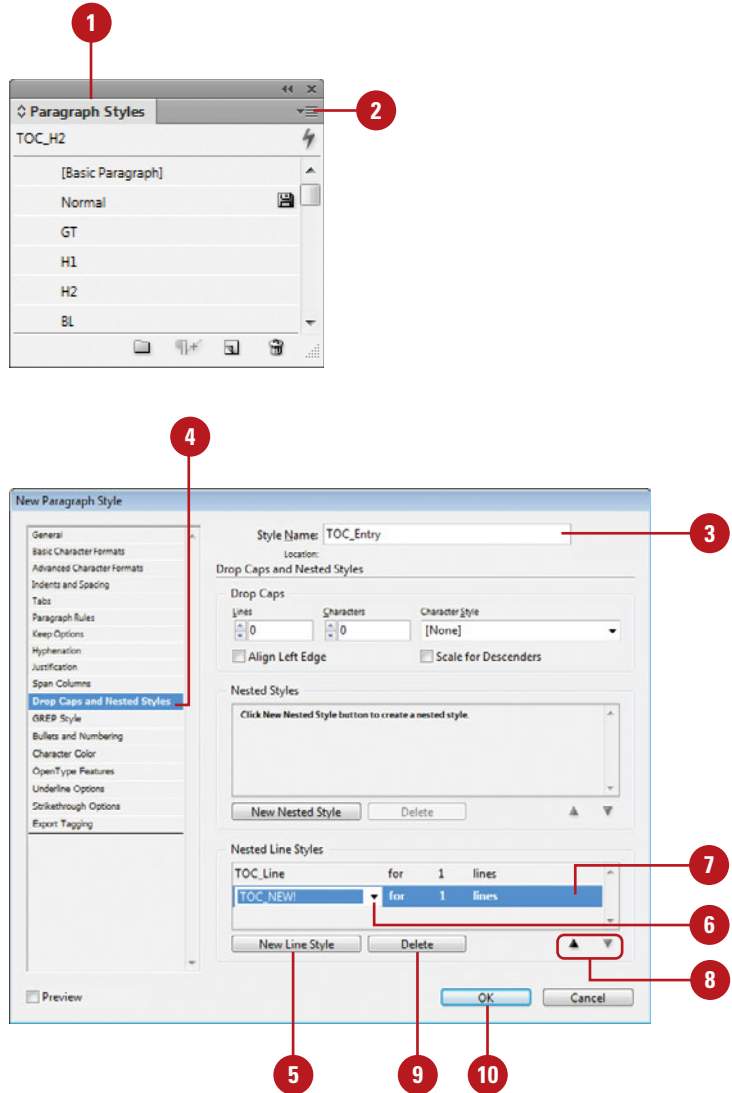 1
Paragraph Styles
2
TOC_H2
[Basic Paragraph]
Normal
GT
H1
H2
BL
4
New Paragraph Style
General
Basic Character Formats
Advanced Character Formats
Indents and Spacing
Tabs
Paragraph Rules
Keep Options
Hyphenation
Justification
Span Columns
Drop Caps and Nested Styles
GREP Style
Bullets and Numbering
Character Color
OpenType Features
Underline Options
Strikethrough Options
Export Tagging
Style Name: TOC_Entry
3
Location:
Drop Caps and Nested Styles
Drop Caps
Lines Characters Character Style
0 0 [None]
Align Left Edge Scale for Descenders
Nested Styles
Click New Nested Style button to create a nested style.
New Nested Style Delete
Nested Line Styles
TOC_Line for 1 lines
7
TOC_NEW! for 1 lines
6
New Line Style Delete
8
Preview
OK Cancel
5 9 10